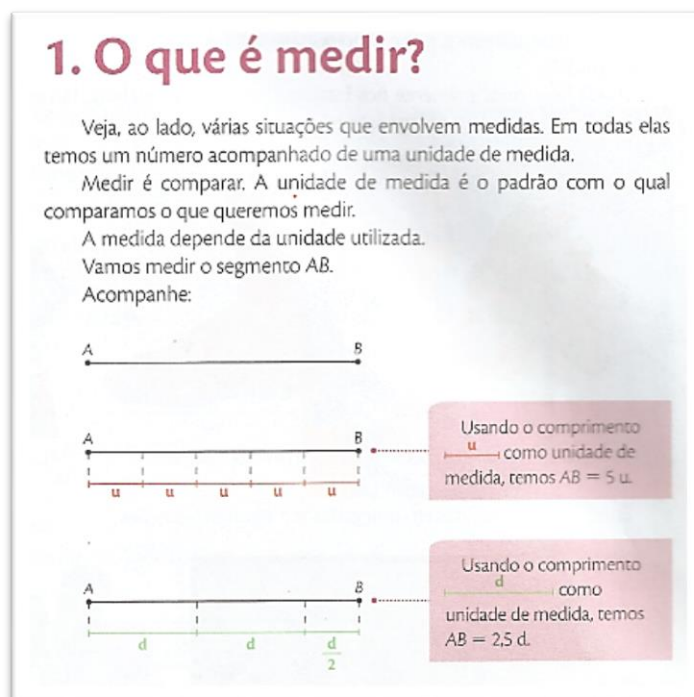 1. O que é medir?
Veja, ao lado, várias situações que envolvem medidas. Em todas elas
temos um número acompanhado de uma unidade de medida.
Medir é comparar. A unidade de medida é o padrão com o qual
comparamos o que queremos medir.
A medida depende da unidade utilizada.
Vamos medir o segmento AB.
Acompanhe:
A B
A B
u u u u u
Usando o comprimento
u como unidade de
medida, temos AB = 5 u.
A B
d d d/2
Usando o comprimento
d como
unidade de medida, temos
AB = 2,5 d.